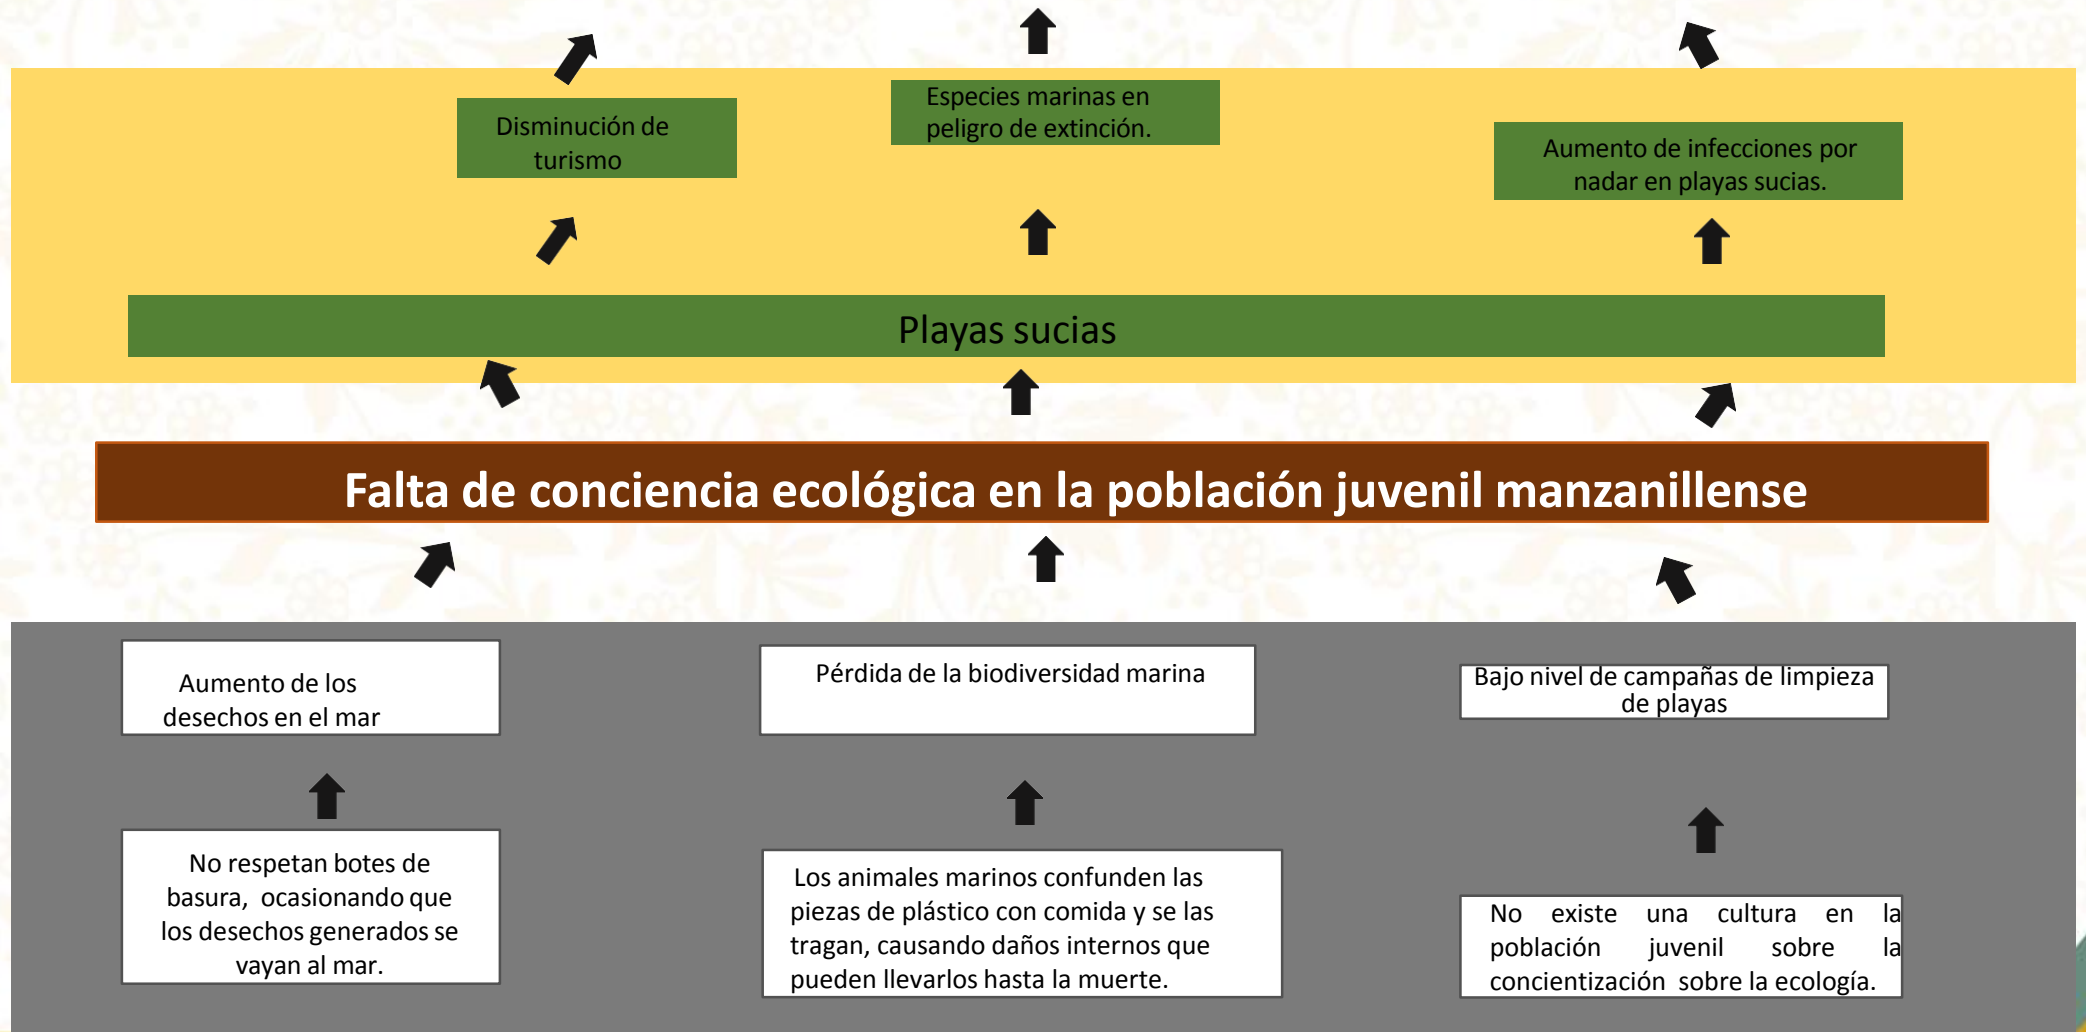 Especies marinas en
peligro de extinción.
Disminución de
turismo
Aumento de infecciones por
nadar en playas sucias.
Playas sucias
Falta de conciencia ecológica en la población juvenil manzanillense
Aumento de los
desechos en el mar
Pérdida de la biodiversidad marina
Bajo nivel de campañas de limpieza
de playas
No respetan botes de
basura, ocasionando que
los desechos generados se
vayan al mar.
Los animales marinos confunden las
piezas de plástico con comida y se las
tragan, causando daños internos que
pueden llevarlos hasta la muerte.
No existe una cultura en la
población juvenil sobre la
concientización sobre la ecología.